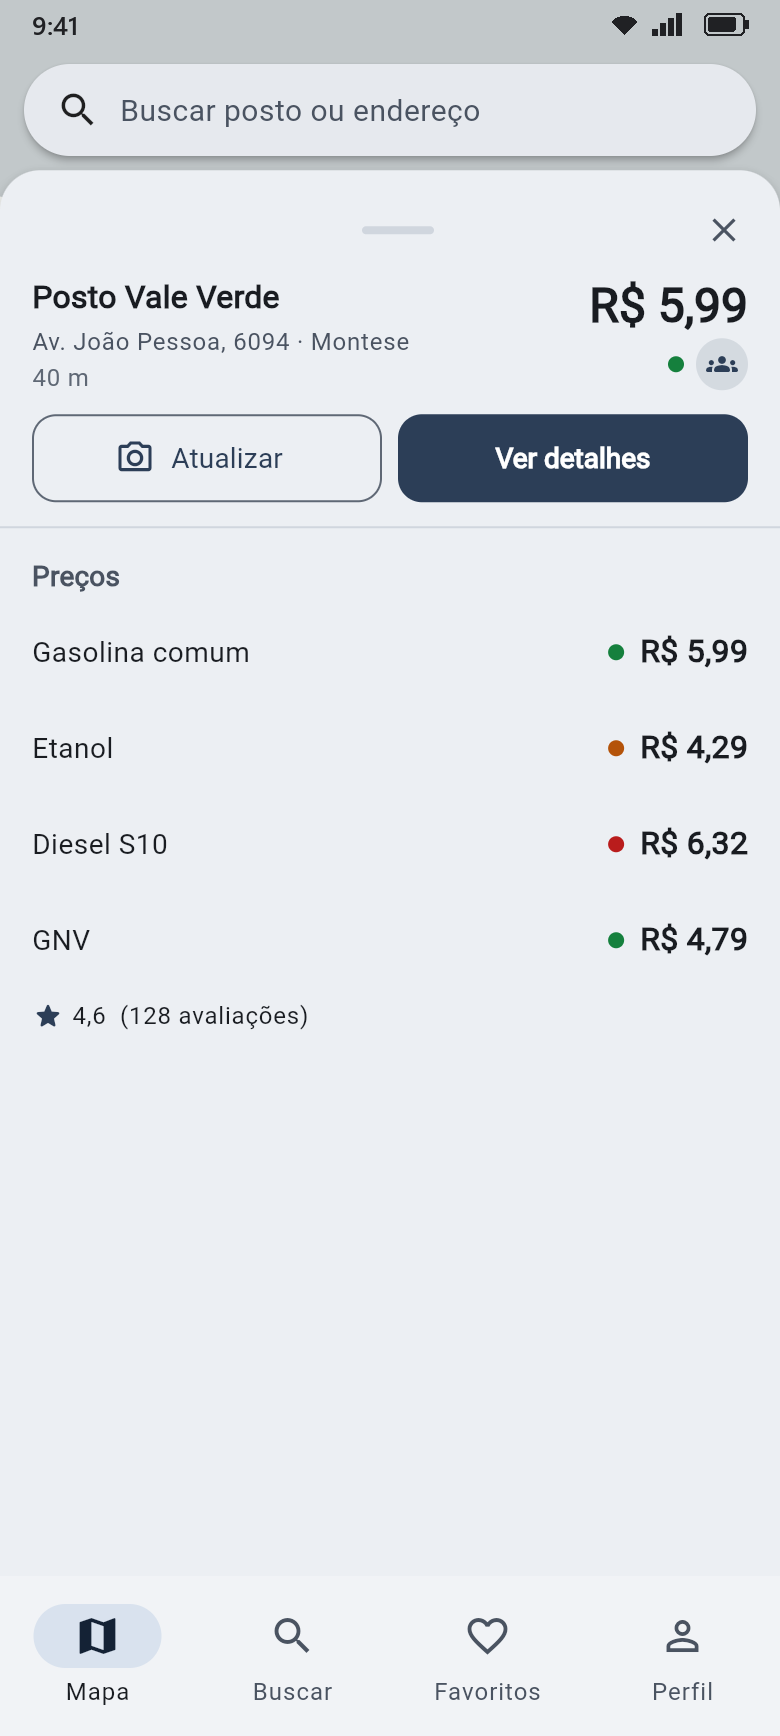 9:41
Buscar posto ou endereço
Posto Vale Verde
R$ 5,99
Av. João Pessoa, 6094 · Montese
40 m
Atualizar
Ver detalhes
Preços
Gasolina comum R$ 5,99
Etanol R$ 4,29
Diesel S10 R$ 6,32
GNV R$ 4,79
4,6 (128 avaliações)
Mapa Buscar Favoritos Perfil